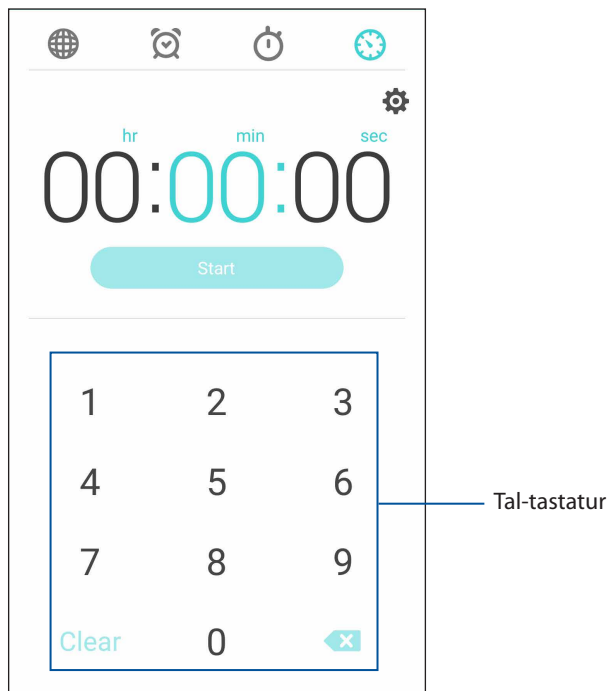 hr min sec
00:00:00
Start
1 2 3
4 5 6
Tal-tastatur
7 8 9
Clear 0